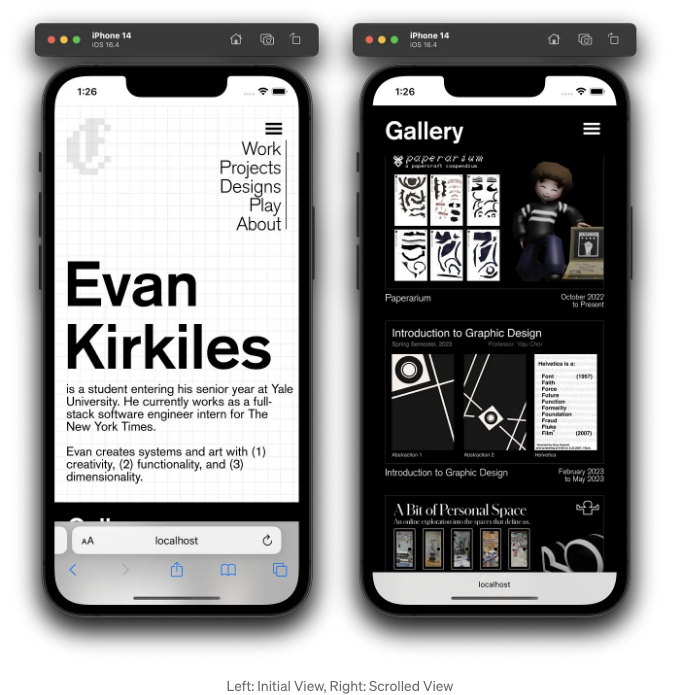 iPhone 14
iOS 16.4
1:26
Work
Projects
Designs
Play
About
Evan
Kirkiles
is a student entering his senior year at Yale
University. He currently works as a full-
stack software engineer intern for The
New York Times.
Evan creates systems and art with (1)
creativity, (2) functionality, and (3)
dimensionality.
AA
localhost
iPhone 14
iOS 16.4
1:26
Gallery
paperarium
a papercraft compendium.
Paperarium
October 2022
to Present
Introduction to Graphic Design
Spring Semester, 2023
Professor: Yeju Choi
Helvetica is a:
Font (1957)
Faith
Force
Future
Function
Formality
Foundation
Fraud
Fluke
Film (2007)
Abstraction 1
Abstraction 2
Helvetica
Introduction to Graphic Design
February 2023
to May 2023
A Bit of Personal Space
An online exploration into the spaces that define us.
localhost
Left: Initial View, Right: Scrolled View